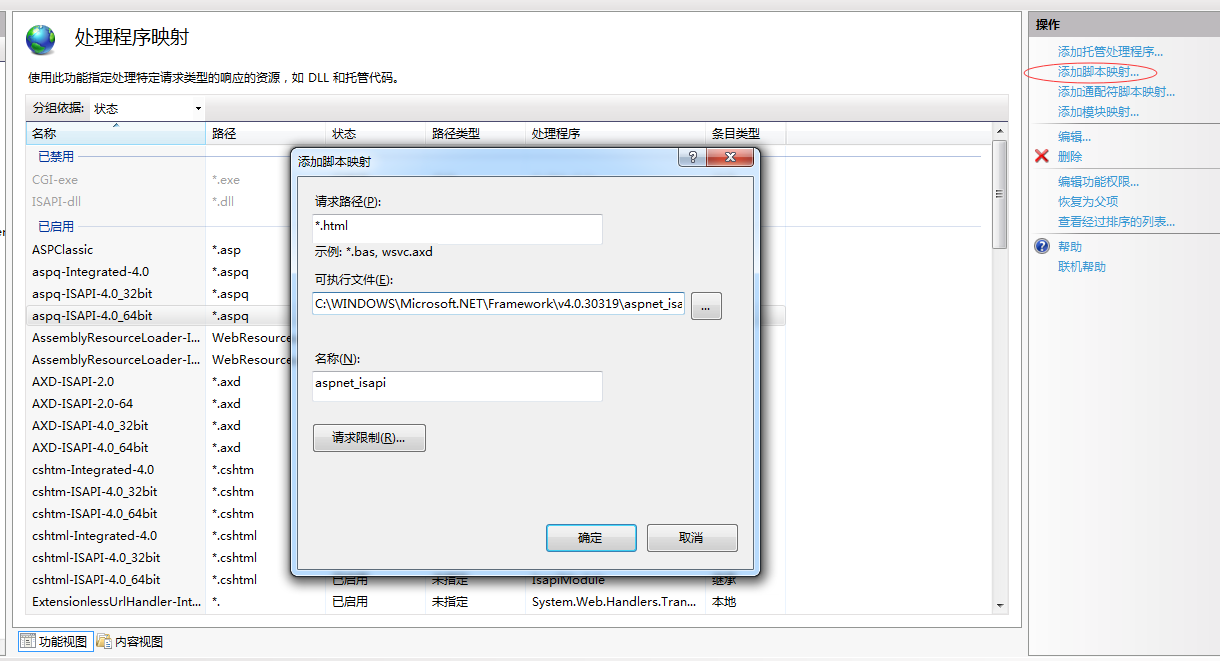 处理程序映射
使用此功能指定处理特定请求类型的响应的资源，如 DLL 和托管代码。
分组依据: 状态
名称 路径 状态 路径类型 处理程序 条目类型
已禁用
CGI-exe *.exe
ISAPI-dll *.dll
已启用
ASPClassic *.asp
aspq-Integrated-4.0 *.aspq
aspq-ISAPI-4.0_32bit *.aspq
aspq-ISAPI-4.0_64bit *.aspq
AssemblyResourceLoader-I... WebResource
AssemblyResourceLoader-I... WebResource
AXD-ISAPI-2.0 *.axd
AXD-ISAPI-2.0-64 *.axd
AXD-ISAPI-4.0_32bit *.axd
AXD-ISAPI-4.0_64bit *.axd
cshtm-Integrated-4.0 *.cshtm
cshtm-ISAPI-4.0_32bit *.cshtm
cshtm-ISAPI-4.0_64bit *.cshtm
cshtml-Integrated-4.0 *.cshtml
cshtml-ISAPI-4.0_32bit *.cshtml
cshtml-ISAPI-4.0_64bit *.cshtml 已启用 未指定 IsapiModule 继承
ExtensionlessUrlHandler-Int... *. 已启用 未指定 System.Web.Handlers.Tran... 本地
功能视图 内容视图
添加脚本映射
?
请求路径(P):
*.html
示例: *.bas, wsvc.axd
可执行文件(E):
C:\WINDOWS\Microsoft.NET\Framework\v4.0.30319\aspnet_isa
...
名称(N):
aspnet_isapi
请求限制(R)...
确定 取消
操作
添加托管处理程序...
添加脚本映射...
添加通配符脚本映射...
添加模块映射...
编辑...
删除
编辑功能权限...
恢复为父项
查看经过排序的列表...
帮助
联机帮助